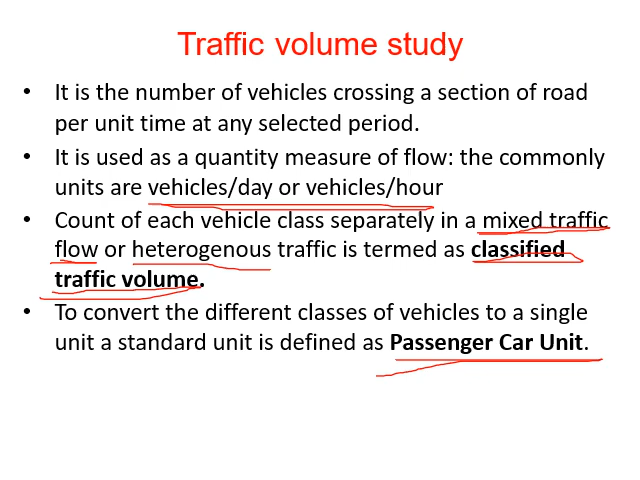 Traffic volume study
• It is the number of vehicles crossing a section of road
per unit time at any selected period.
• It is used as a quantity measure of flow: the commonly
units are vehicles/day or vehicles/hour
• Count of each vehicle class separately in a mixed traffic
flow or heterogenous traffic is termed as classified
traffic volume.
• To convert the different classes of vehicles to a single
unit a standard unit is defined as Passenger Car Unit.